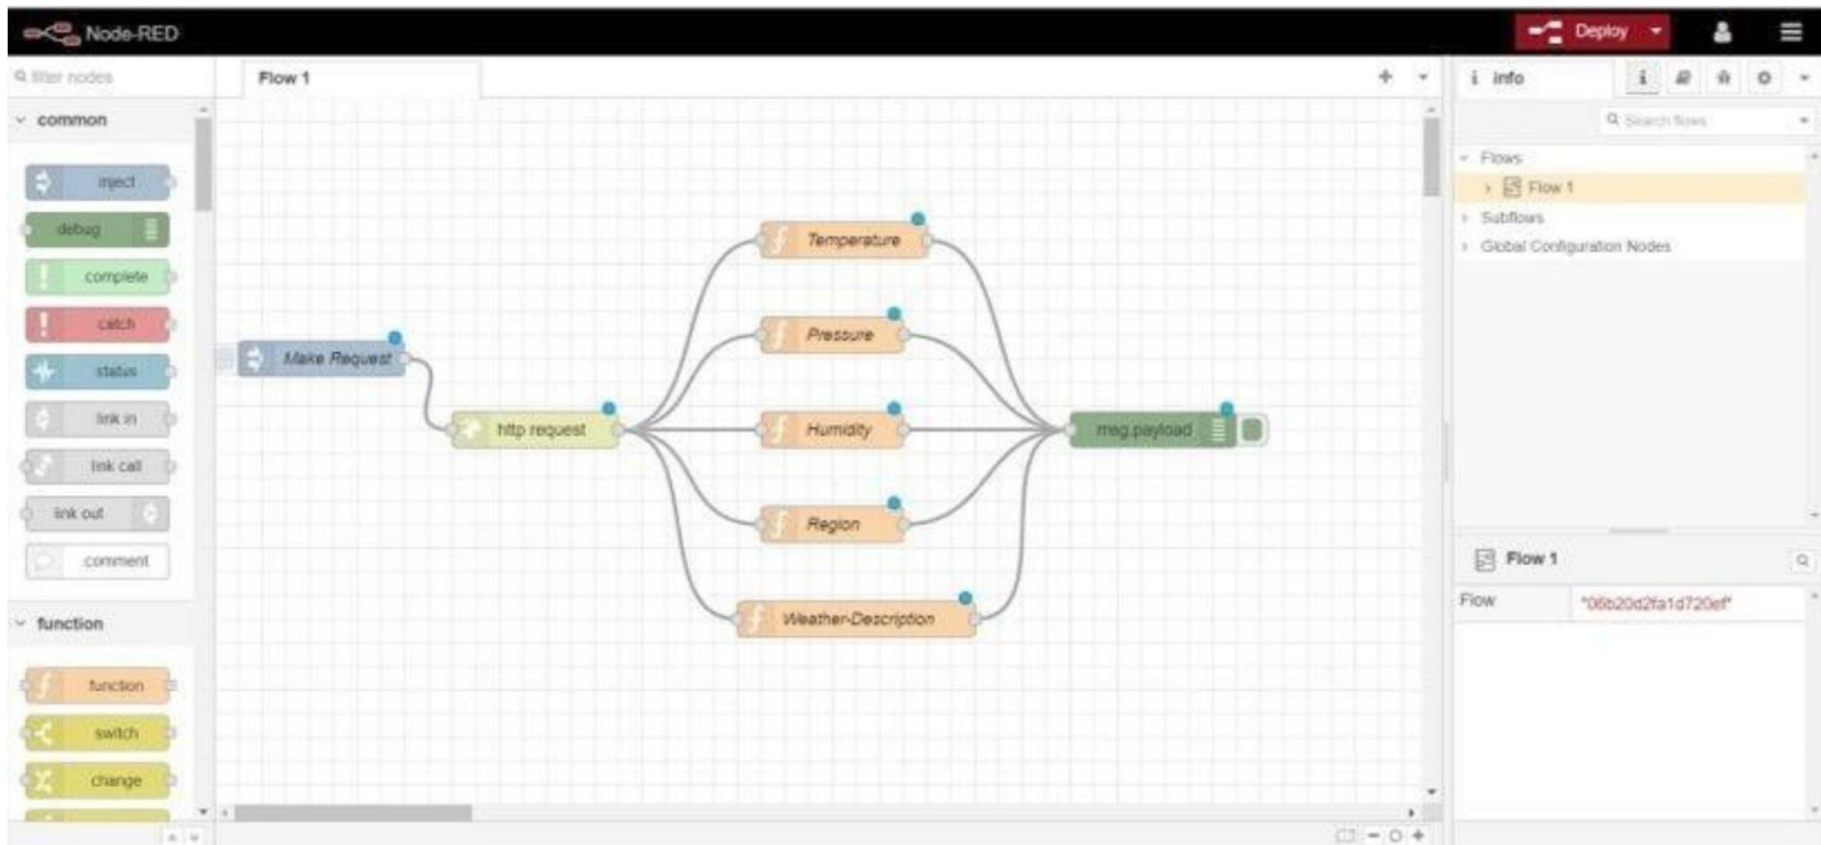 Node-RED
Deploy
filter nodes
Flow 1
i info
Search flows
common
inject
debug
complete
catch
status
link in
link call
link out
comment
function
function
switch
change
Make Request
http request
Temperature
Pressure
Humidity
Region
Weather-Description
msg.payload
Flows
Flow 1
Subflows
Global Configuration Nodes
Flow 1
Flow
"06b20d2fa1d720ef"